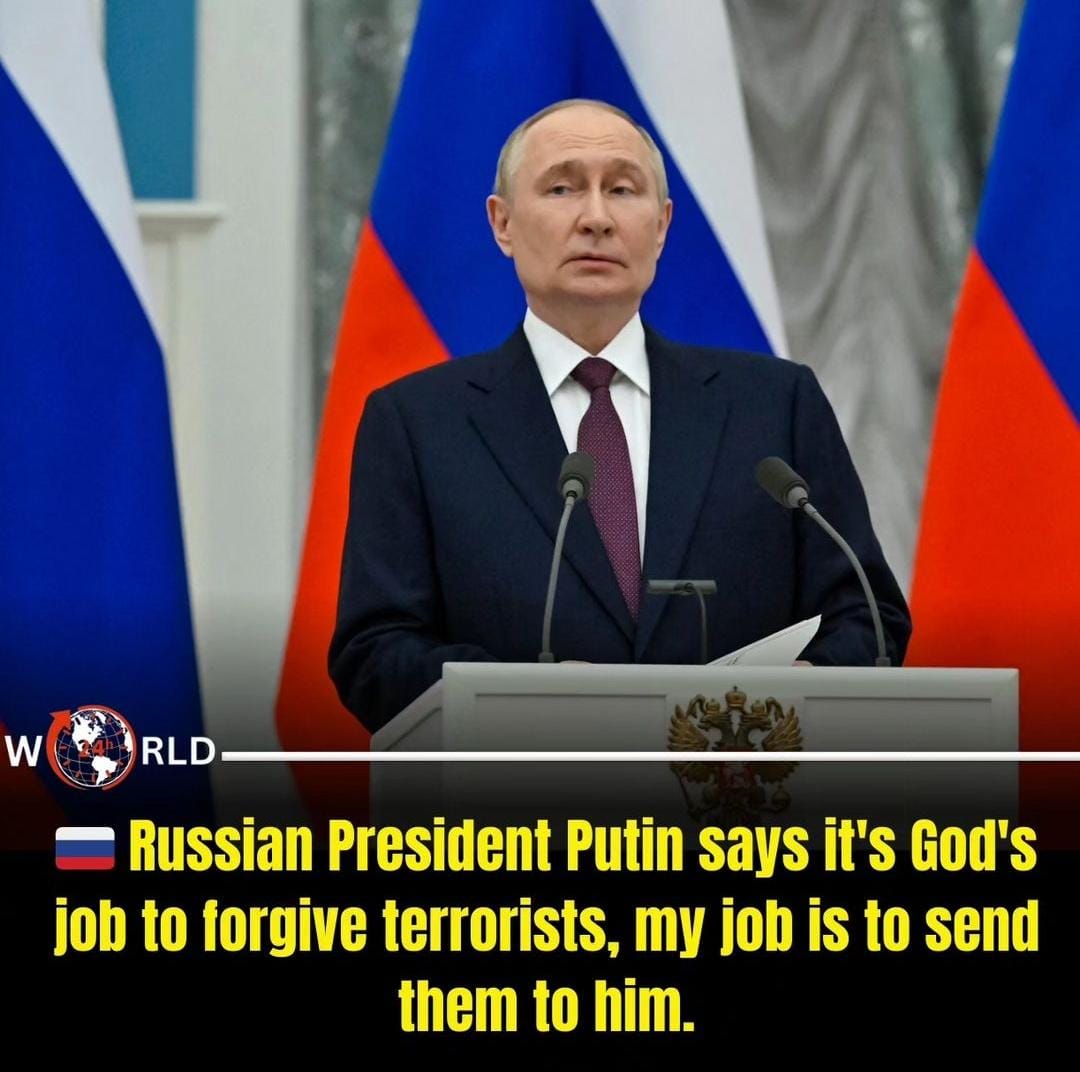 W 24h RLD
Russian President Putin says it's God's
job to forgive terrorists, my job is to send
them to him.